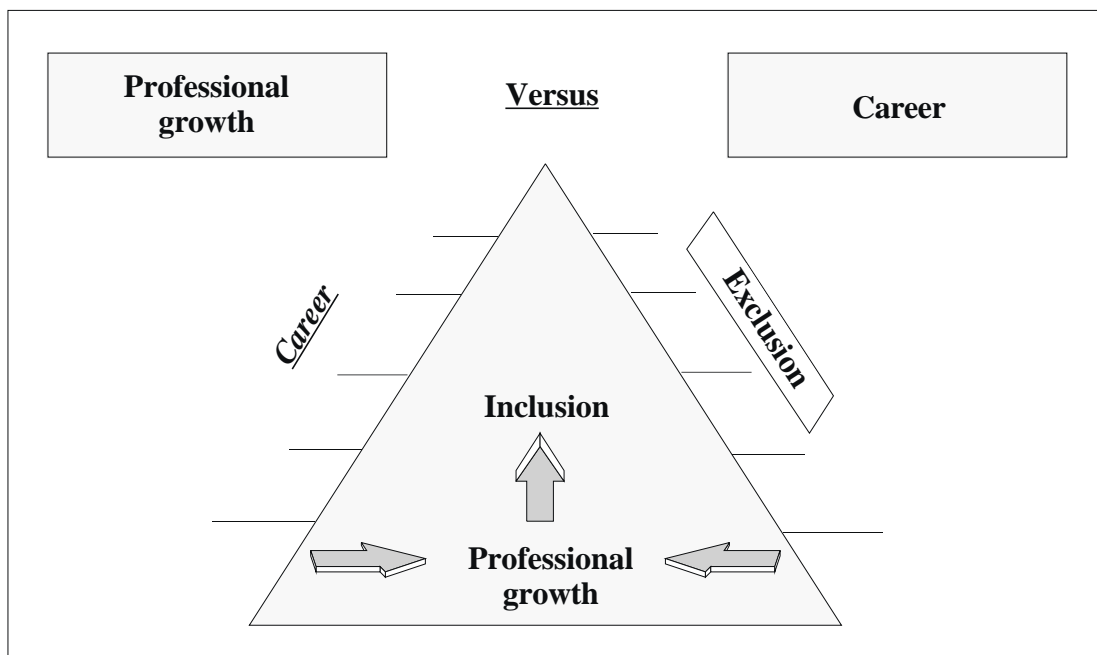 Professional
growth
Versus
Career
Career
Exclusion
Inclusion
Professional
growth